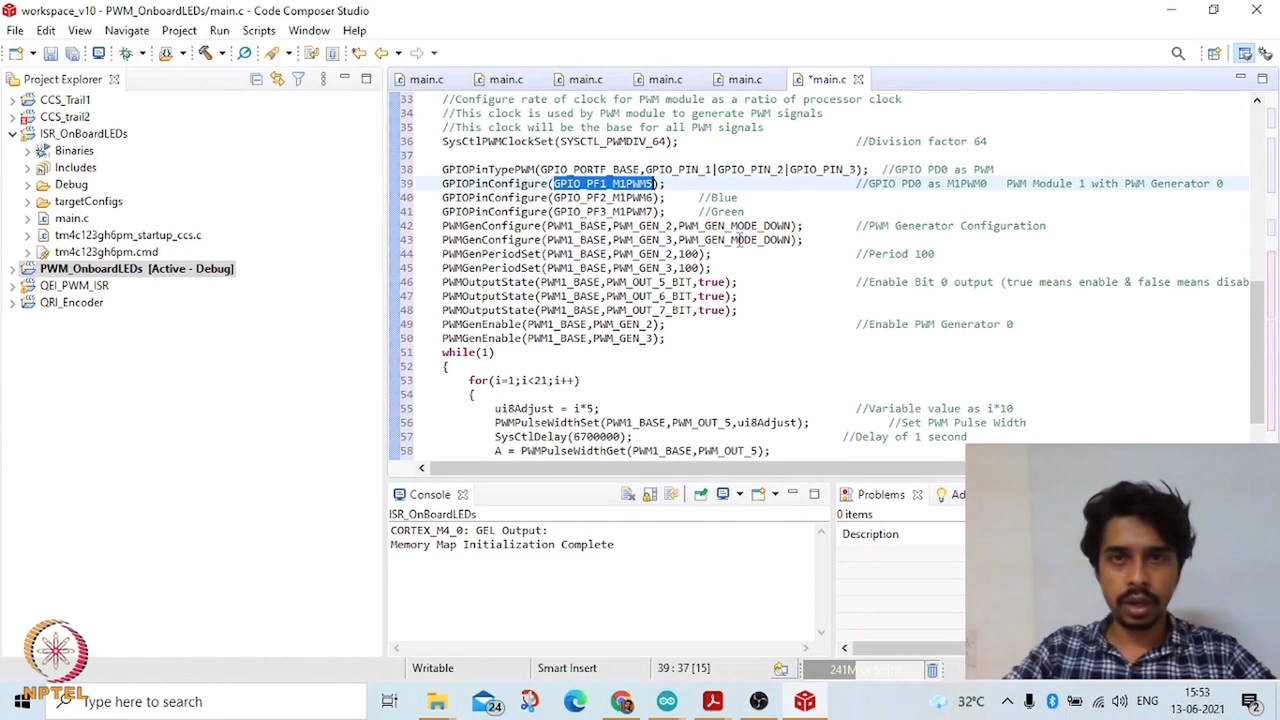 workspace_v10 - PWM_OnboardLEDs/main.c - Code Composer Studio
File Edit View Navigate Project Run Scripts Window Help
Project Explorer
main.c main.c main.c main.c main.c *main.c
CCS_Trail1
CCS_trail2
ISR_OnBoardLEDs
Binaries
Includes
Debug
targetConfigs
main.c
tm4c123gh6pm_startup_ccs.c
tm4c123gh6pm.cmd
PWM_OnboardLEDs [Active - Debug]
QEI_PWM_ISR
QRI_Encoder
33 //Configure rate of clock for PWM module as a ratio of processor clock
34 //This clock is used by PWM module to generate PWM signals
35 //This clock will be the base for all PWM signals
36 SysCtlPWMClockSet(SYSCTL_PWMDIV_64); //Division factor 64
37
38 GPIOPinTypePWM(GPIO_PORTF_BASE,GPIO_PIN_1|GPIO_PIN_2|GPIO_PIN_3); //GPIO PD0 as PWM
39 GPIOPinConfigure(GPIO_PF1_M1PWM5); //GPIO PD0 as M1PWM0 PWM Module 1 with PWM Generator 0
40 GPIOPinConfigure(GPIO_PF2_M1PWM6); //Blue
41 GPIOPinConfigure(GPIO_PF3_M1PWM7); //Green
42 PWMGenConfigure(PWM1_BASE,PWM_GEN_2,PWM_GEN_MODE_DOWN); //PWM Generator Configuration
43 PWMGenConfigure(PWM1_BASE,PWM_GEN_3,PWM_GEN_MODE_DOWN);
44 PWMGenPeriodSet(PWM1_BASE,PWM_GEN_2,100); //Period 100
45 PWMGenPeriodSet(PWM1_BASE,PWM_GEN_3,100);
46 PWMOutputState(PWM1_BASE,PWM_OUT_5_BIT,true); //Enable Bit 0 output (true means enable & false means disab
47 PWMOutputState(PWM1_BASE,PWM_OUT_6_BIT,true);
48 PWMOutputState(PWM1_BASE,PWM_OUT_7_BIT,true);
49 PWMGenEnable(PWM1_BASE,PWM_GEN_2); //Enable PWM Generator 0
50 PWMGenEnable(PWM1_BASE,PWM_GEN_3);
51 while(1)
52 {
53 for(i=1;i<21;i++)
54 {
55 ui8Adjust = i*5; //Variable value as i*10
56 PWMPulseWidthSet(PWM1_BASE,PWM_OUT_5,ui8Adjust); //Set PWM Pulse Width
57 SysCtlDelay(6700000); //Delay of 1 second
58 A = PWMPulseWidthGet(PWM1_BASE,PWM_OUT_5);
Console
ISR_OnBoardLEDs
CORTEX_M4_0: GEL Output:
Memory Map Initialization Complete
Problems Ad
0 items
Description
Writable Smart Insert 39 : 37 [15]
NPTEL
Type here to search
24
32°C ENG 15:53
13-06-2021 2